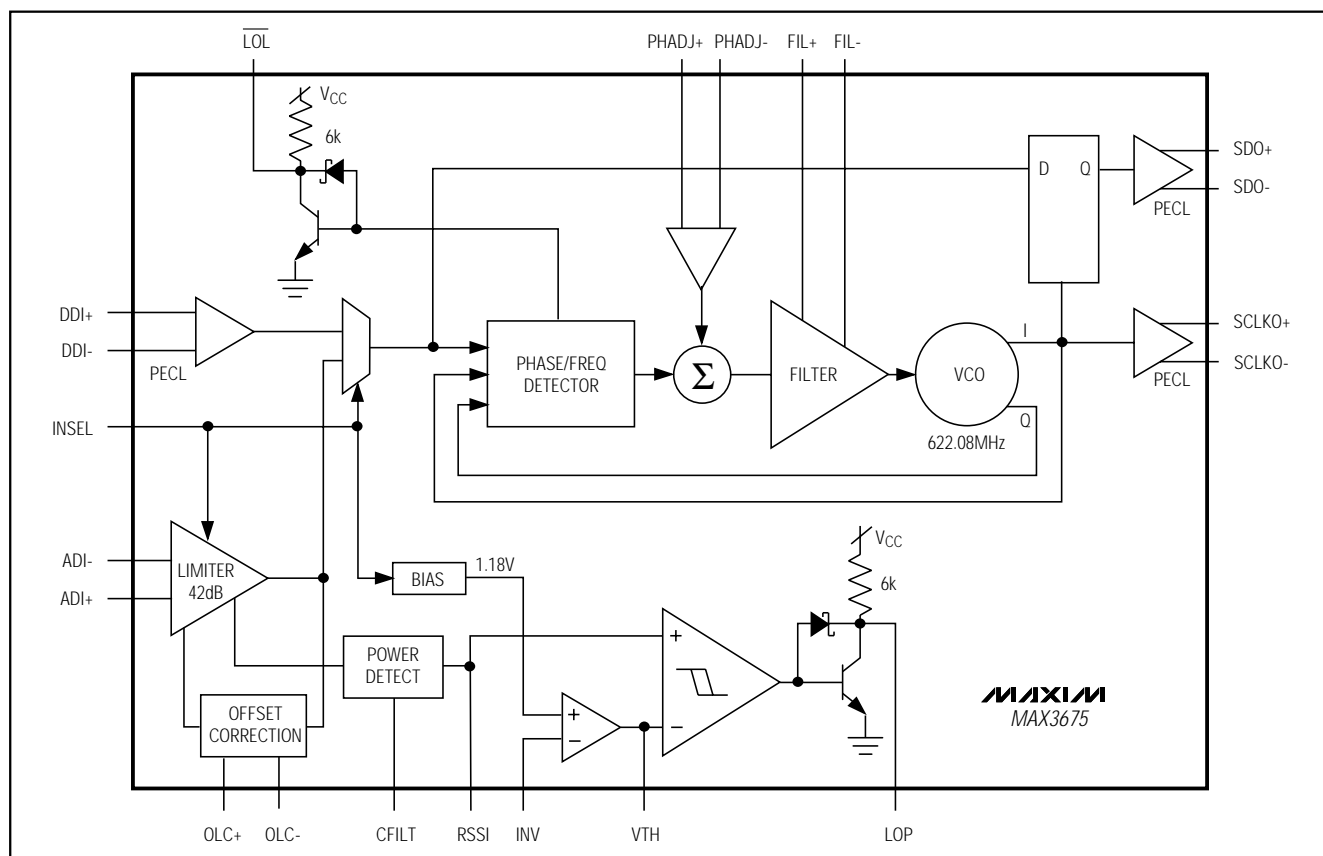 LOL
PHADJ+ PHADJ- FIL+ FIL-
VCC
6k
D Q
SDO+
SDO-
PECL
DDI+
DDI-
PECL
PHASE/FREQ
DETECTOR
Σ
FILTER
VCO
I
Q
622.08MHz
SCLKO+
SCLKO-
PECL
INSEL
ADI-
ADI+
LIMITER
42dB
BIAS
1.18V
VCC
6k
POWER
DETECT
+
-
OFFSET
CORRECTION
+
-
MAXIM
MAX3675
OLC+ OLC- CFILT RSSI INV VTH LOP